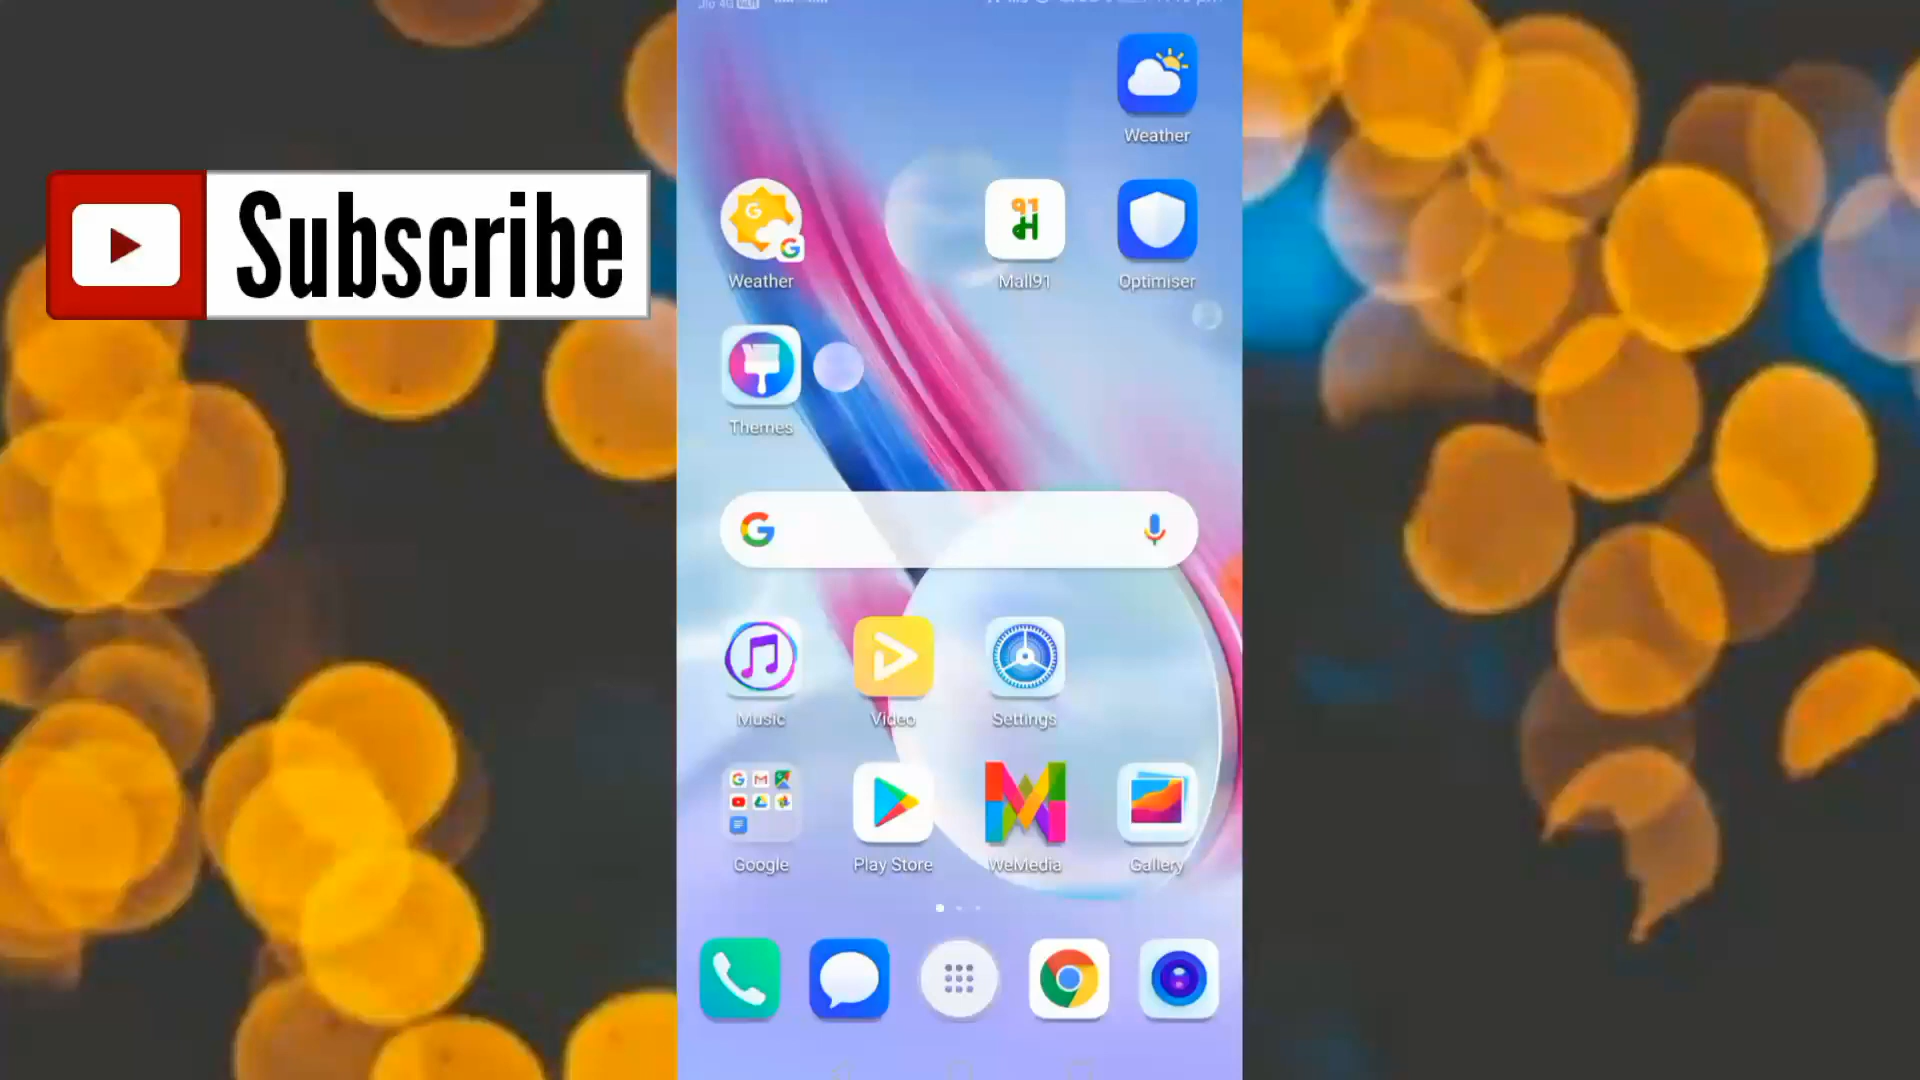 Subscribe
Weather
Weather
Mall91
Optimiser
Themes
Music
Video
Settings
Google
Play Store
WeMedia
Gallery